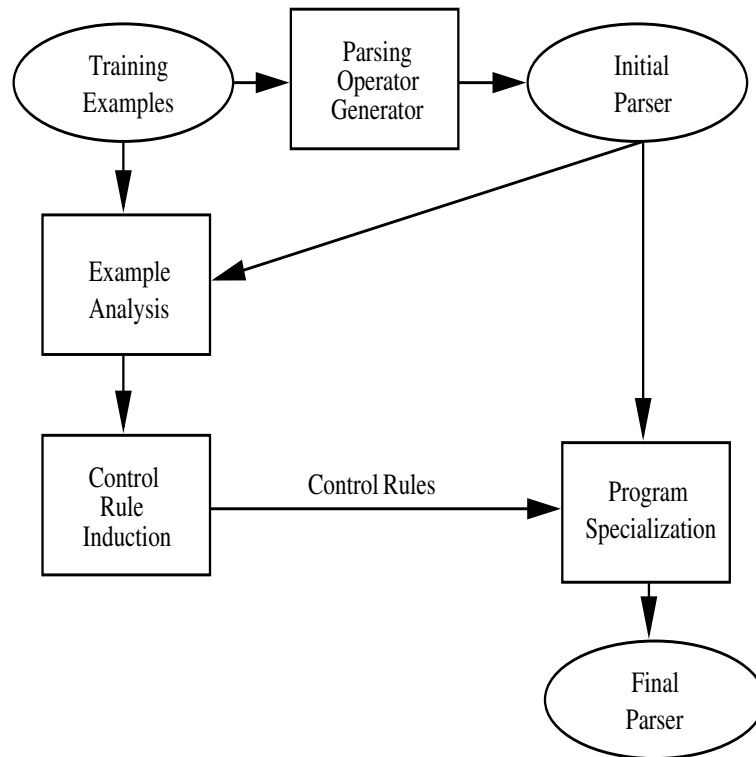 Training
Examples
Parsing
Operator
Generator
Initial
Parser
Example
Analysis
Control
Rule
Induction
Control Rules
Program
Specialization
Final
Parser